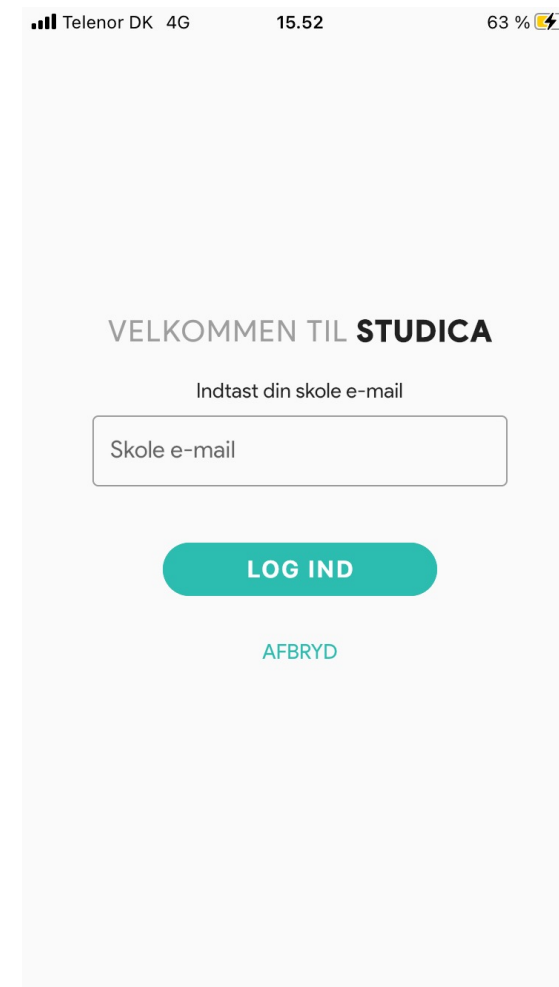 Telenor DK 4G 15.52 63 %
VELKOMMEN TIL STUDICA
Indtast din skole e-mail
Skole e-mail
LOG IND
AFBRYD